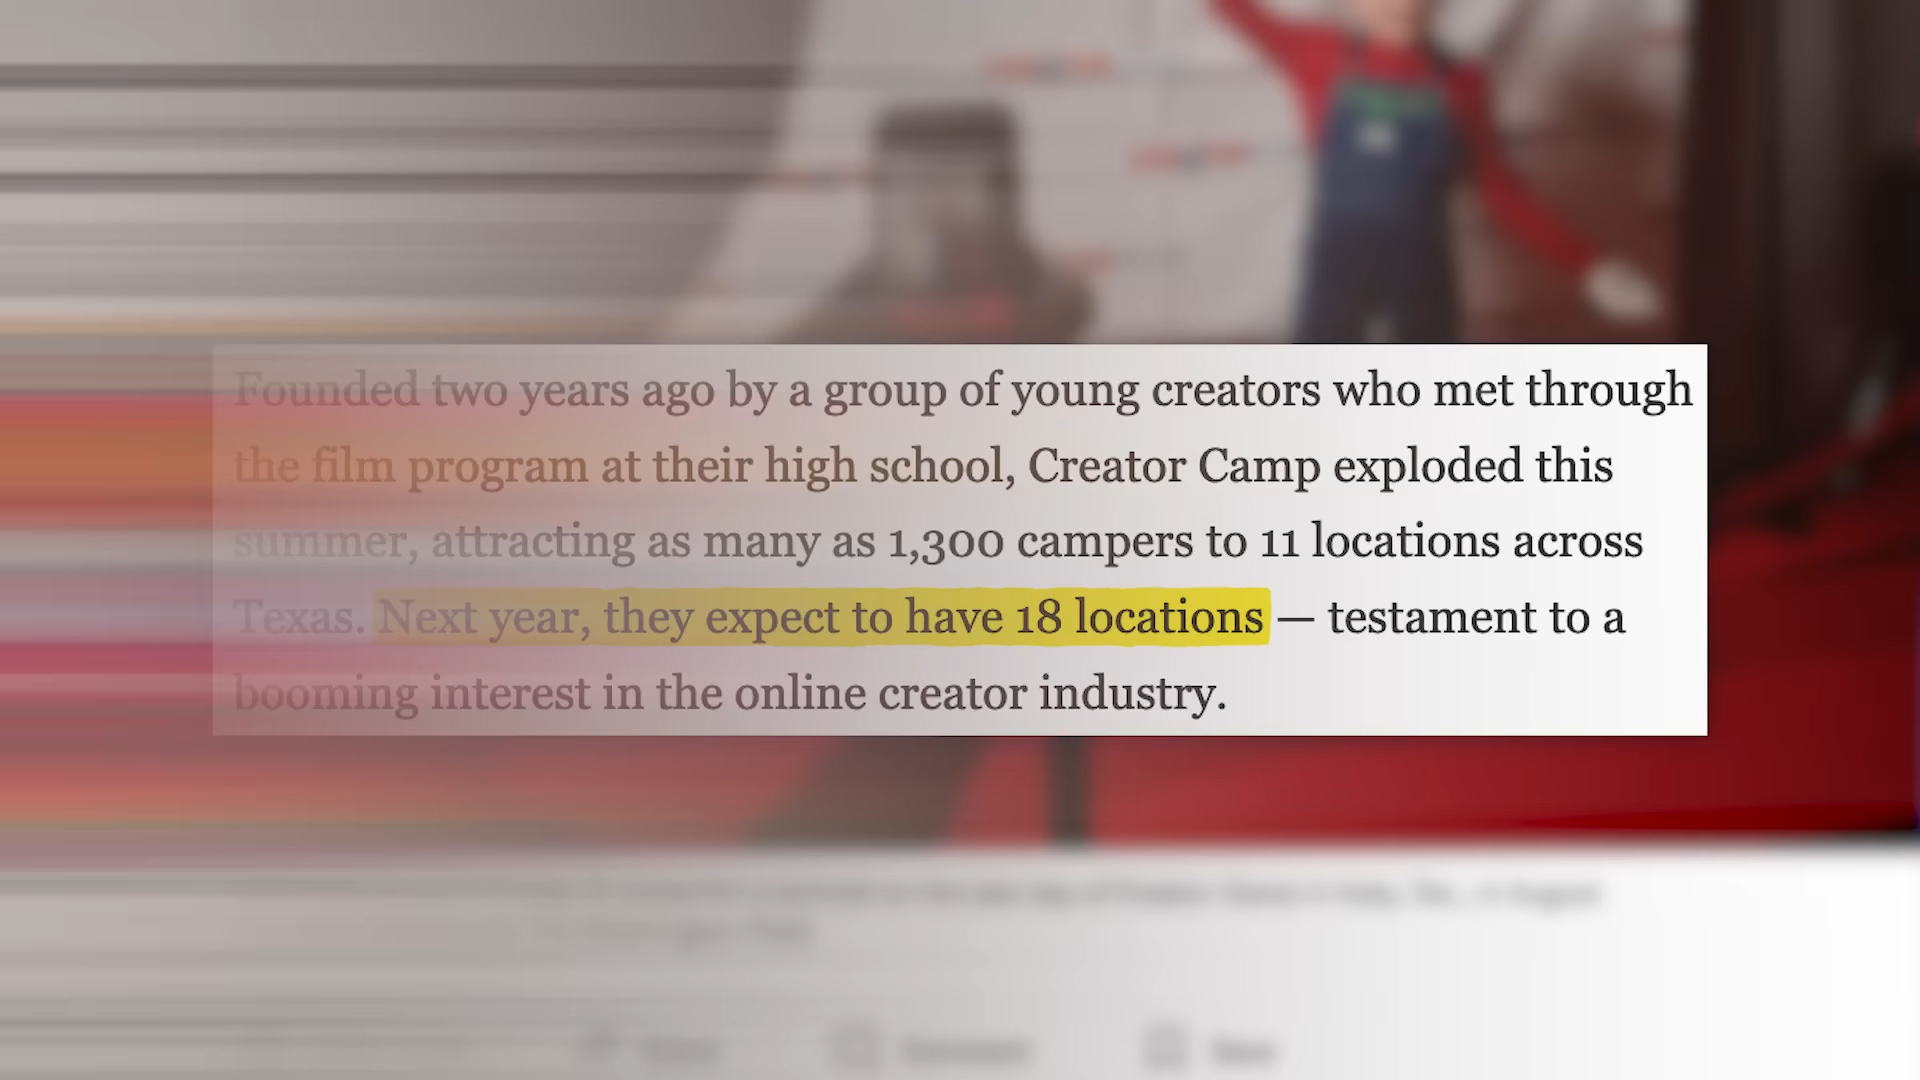 Founded two years ago by a group of young creators who met through
the film program at their high school, Creator Camp exploded this
summer, attracting as many as 1,300 campers to 11 locations across
Texas. Next year, they expect to have 18 locations — testament to a
booming interest in the online creator industry.